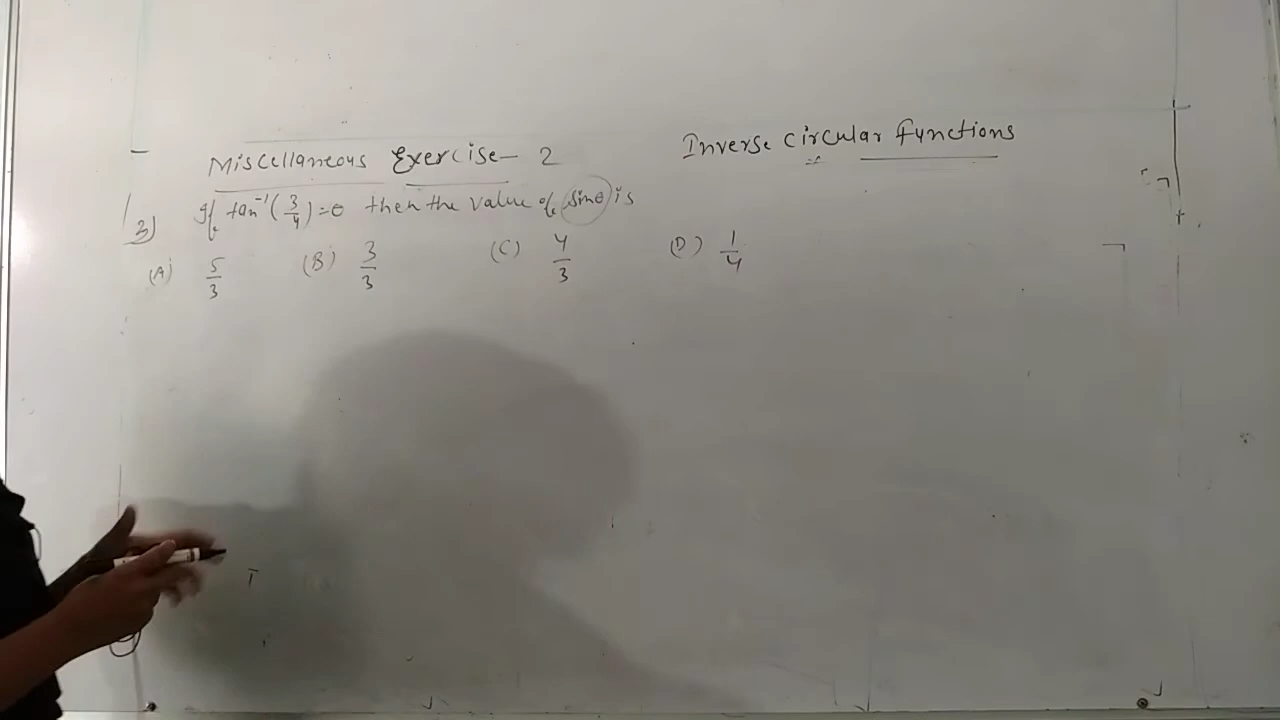 Miscellaneous Exercise - 2
Inverse circular functions
3) If tan⁻¹(3/4) = θ then the value of sinθ is
(A) 5/3 (B) 3/3 (C) 4/3 (D) 1/4